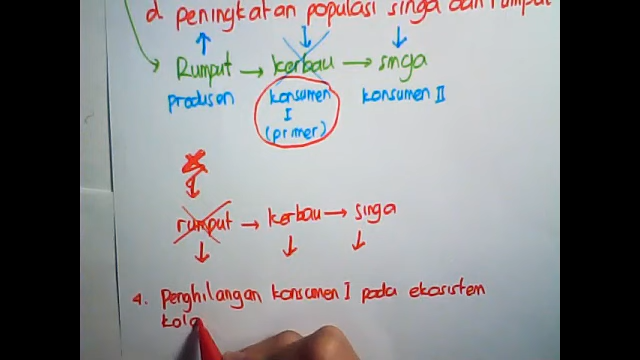 d. peningkatan populasi singa dan rumput
Rumput → kerbau → singa
produsen konsumen konsumen II
I
(primer)
rumput → kerbau → singa
4. Penghilangan konsumen I pada ekosistem
kola